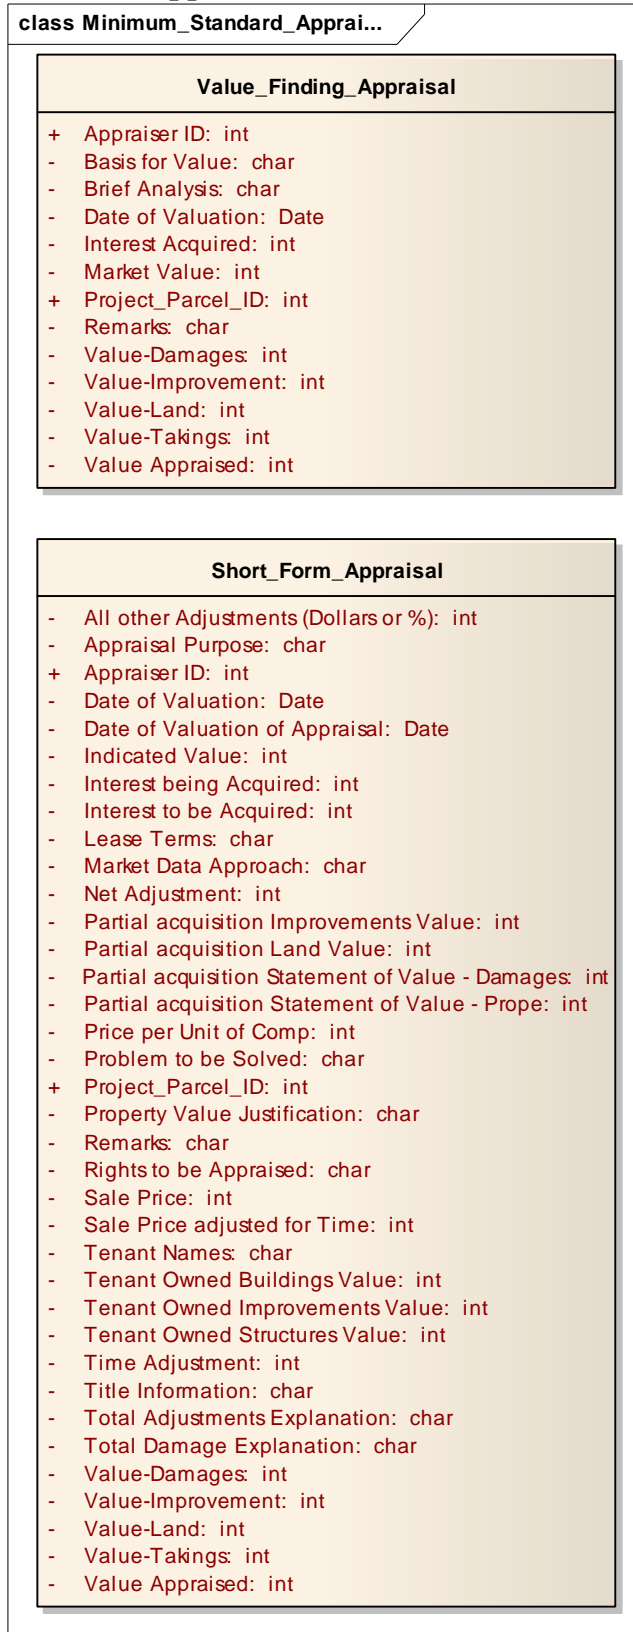 class Minimum_Standard_Apprai...
Value_Finding_Appraisal
+ Appraiser ID: int
- Basis for Value: char
- Brief Analysis: char
- Date of Valuation: Date
- Interest Acquired: int
- Market Value: int
+ Project_Parcel_ID: int
- Remarks: char
- Value-Damages: int
- Value-Improvement: int
- Value-Land: int
- Value-Takings: int
- Value Appraised: int
Short_Form_Appraisal
- All other Adjustments (Dollars or %): int
- Appraisal Purpose: char
+ Appraiser ID: int
- Date of Valuation: Date
- Date of Valuation of Appraisal: Date
- Indicated Value: int
- Interest being Acquired: int
- Interest to be Acquired: int
- Lease Terms: char
- Market Data Approach: char
- Net Adjustment: int
- Partial acquisition Improvements Value: int
- Partial acquisition Land Value: int
- Partial acquisition Statement of Value - Damages: int
- Partial acquisition Statement of Value - Prope: int
- Price per Unit of Comp: int
- Problem to be Solved: char
+ Project_Parcel_ID: int
- Property Value Justification: char
- Remarks: char
- Rights to be Appraised: char
- Sale Price: int
- Sale Price adjusted for Time: int
- Tenant Names: char
- Tenant Owned Buildings Value: int
- Tenant Owned Improvements Value: int
- Tenant Owned Structures Value: int
- Time Adjustment: int
- Title Information: char
- Total Adjustments Explanation: char
- Total Damage Explanation: char
- Value-Damages: int
- Value-Improvement: int
- Value-Land: int
- Value-Takings: int
- Value Appraised: int